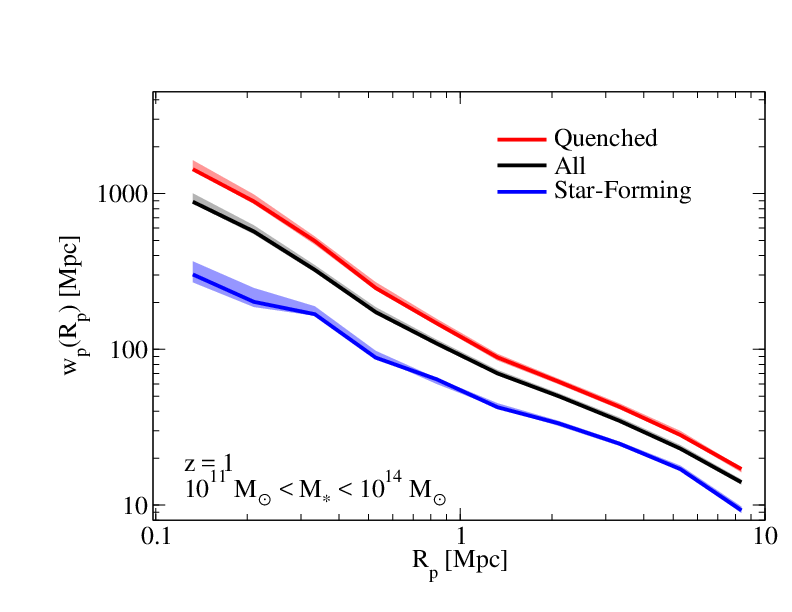 Quenched
All
Star-Forming
1000
100
10
w_p(R_p) [Mpc]
z = 1
10^11 M_⊙ < M_* < 10^14 M_⊙
0.1 1 10
R_p [Mpc]